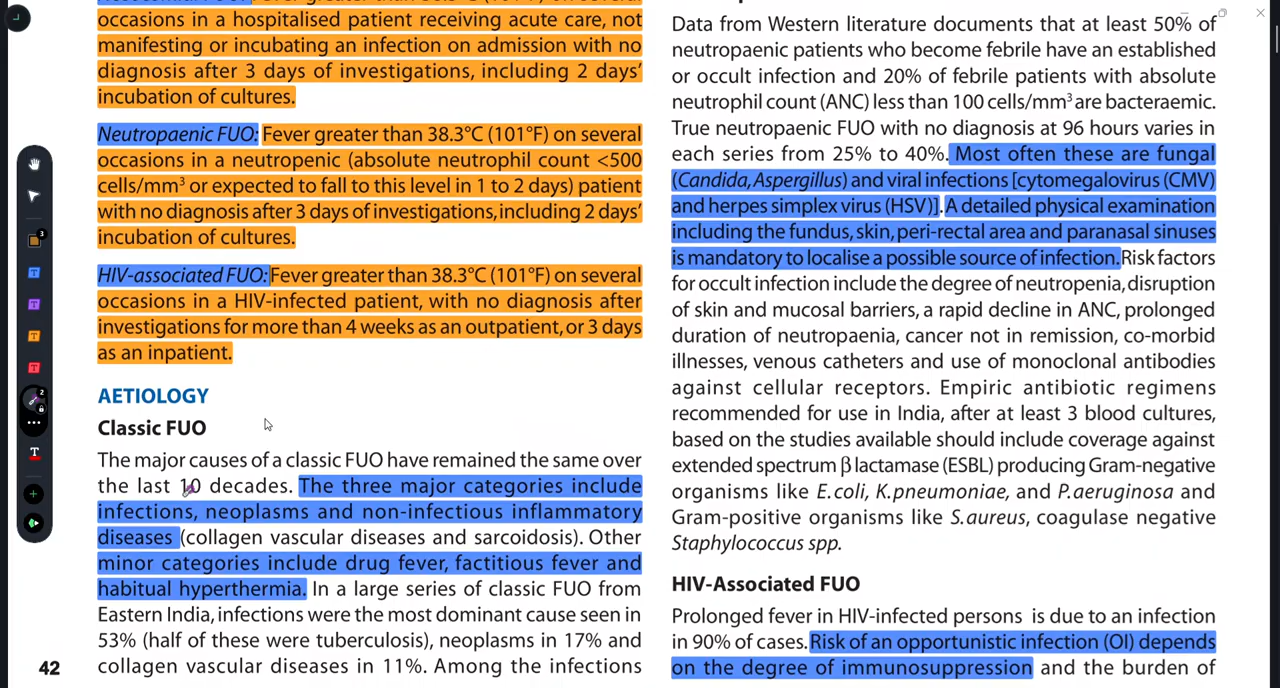 occasions in a hospitalised patient receiving acute care, not
manifesting or incubating an infection on admission with no
diagnosis after 3 days of investigations, including 2 days’
incubation of cultures.
Neutropaenic FUO: Fever greater than 38.3°C (101°F) on several
occasions in a neutropenic (absolute neutrophil count <500
cells/mm³ or expected to fall to this level in 1 to 2 days) patient
with no diagnosis after 3 days of investigations, including 2 days’
incubation of cultures.
HIV-associated FUO: Fever greater than 38.3°C (101°F) on several
occasions in a HIV-infected patient, with no diagnosis after
investigations for more than 4 weeks as an outpatient, or 3 days
as an inpatient.
AETIOLOGY
Classic FUO
The major causes of a classic FUO have remained the same over
the last 10 decades. The three major categories include
infections, neoplasms and non-infectious inflammatory
diseases (collagen vascular diseases and sarcoidosis). Other
minor categories include drug fever, factitious fever and
habitual hyperthermia. In a large series of classic FUO from
Eastern India, infections were the most dominant cause seen in
53% (half of these were tuberculosis), neoplasms in 17% and
collagen vascular diseases in 11%. Among the infections
42
Data from Western literature documents that at least 50% of
neutropaenic patients who become febrile have an established
or occult infection and 20% of febrile patients with absolute
neutrophil count (ANC) less than 100 cells/mm³ are bacteraemic.
True neutropaenic FUO with no diagnosis at 96 hours varies in
each series from 25% to 40%. Most often these are fungal
(Candida, Aspergillus) and viral infections [cytomegalovirus (CMV)
and herpes simplex virus (HSV)]. A detailed physical examination
including the fundus, skin, peri-rectal area and paranasal sinuses
is mandatory to localise a possible source of infection. Risk factors
for occult infection include the degree of neutropenia, disruption
of skin and mucosal barriers, a rapid decline in ANC, prolonged
duration of neutropaenia, cancer not in remission, co-morbid
illnesses, venous catheters and use of monoclonal antibodies
against cellular receptors. Empiric antibiotic regimens
recommended for use in India, after at least 3 blood cultures,
based on the studies available should include coverage against
extended spectrum β lactamase (ESBL) producing Gram-negative
organisms like E.coli, K.pneumoniae, and P.aeruginosa and
Gram-positive organisms like S.aureus, coagulase negative
Staphylococcus spp.
HIV-Associated FUO
Prolonged fever in HIV-infected persons is due to an infection
in 90% of cases. Risk of an opportunistic infection (OI) depends
on the degree of immunosuppression and the burden of